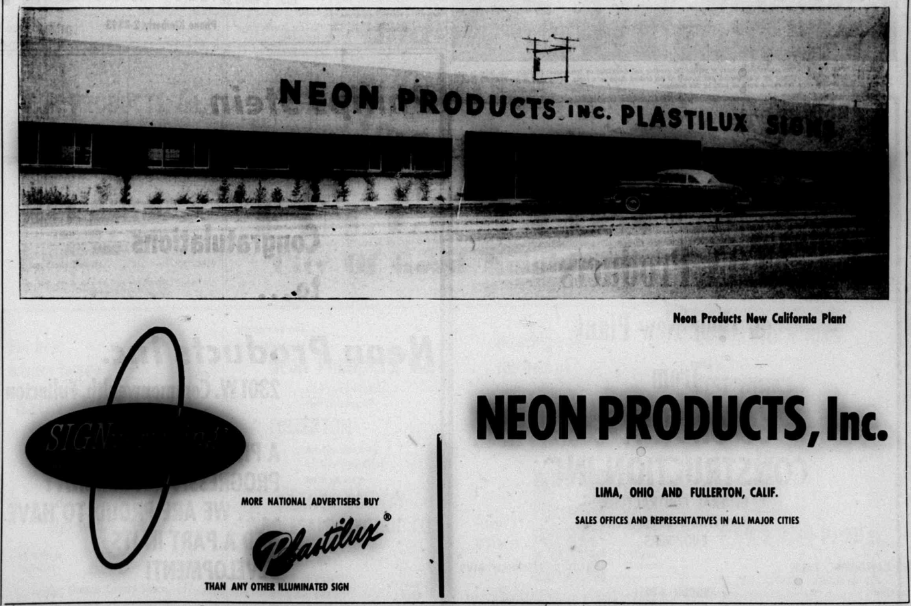 NEON PRODUCTS INC. PLASTILUX SIGNS
Neon Products New California Plant
MORE NATIONAL ADVERTISERS BUY
Plastilux®
THAN ANY OTHER ILLUMINATED SIGN
NEON PRODUCTS, Inc.
LIMA, OHIO AND FULLERTON, CALIF.
SALES OFFICES AND REPRESENTATIVES IN ALL MAJOR CITIES